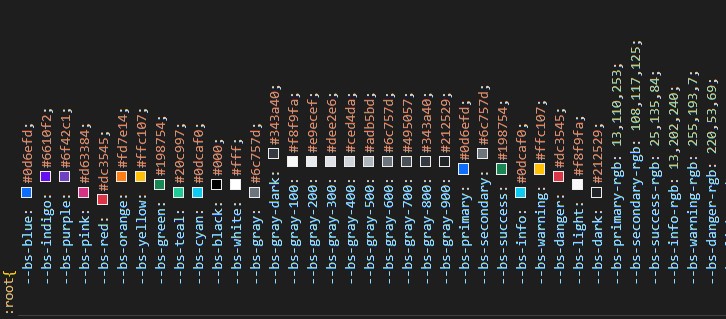 :root{
--bs-blue: #0d6efd;
--bs-indigo: #6610f2;
--bs-purple: #6f42c1;
--bs-pink: #d63384;
--bs-red: #dc3545;
--bs-orange: #fd7e14;
--bs-yellow: #ffc107;
--bs-green: #198754;
--bs-teal: #20c997;
--bs-cyan: #0dcaf0;
--bs-black: #000;
--bs-white: #fff;
--bs-gray: #6c757d;
--bs-gray-dark: #343a40;
--bs-gray-100: #f8f9fa;
--bs-gray-200: #e9ecef;
--bs-gray-300: #dee2e6;
--bs-gray-400: #ced4da;
--bs-gray-500: #adb5bd;
--bs-gray-600: #6c757d;
--bs-gray-700: #495057;
--bs-gray-800: #343a40;
--bs-gray-900: #212529;
--bs-primary: #0d6efd;
--bs-secondary: #6c757d;
--bs-success: #198754;
--bs-info: #0dcaf0;
--bs-warning: #ffc107;
--bs-danger: #dc3545;
--bs-light: #f8f9fa;
--bs-dark: #212529;
--bs-primary-rgb: 13,110,253;
--bs-secondary-rgb: 108,117,125;
--bs-success-rgb: 25,135,84;
--bs-info-rgb: 13,202,240;
--bs-warning-rgb: 255,193,7;
--bs-danger-rgb: 220,53,69;